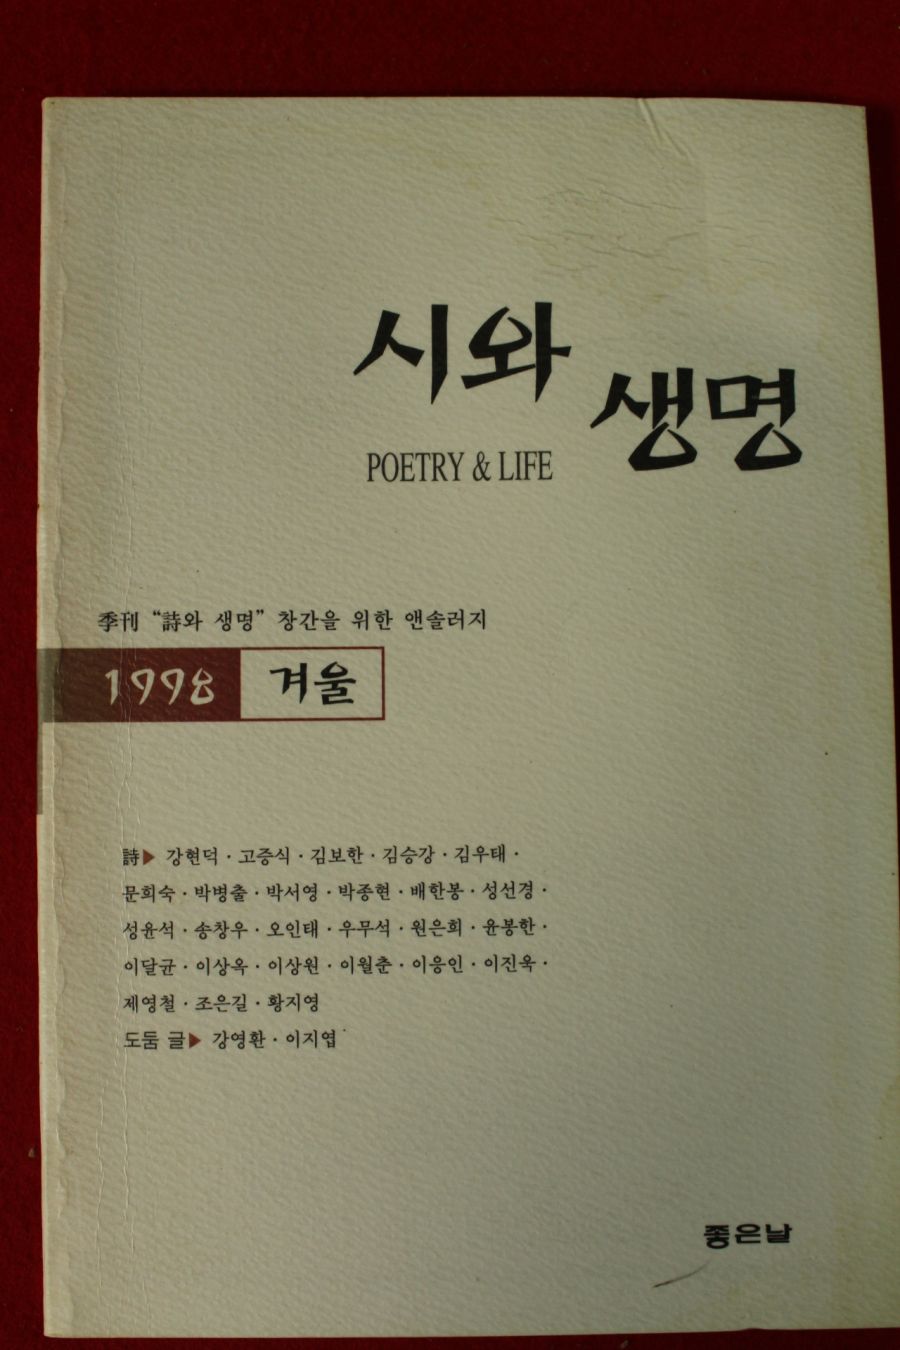 시와
생명
POETRY & LIFE
季刊 “詩와 생명” 창간을 위한 앤솔러지
1998 겨울
詩▶ 강현덕 · 고증식 · 김보한 · 김승강 · 김우태 ·
문희숙 · 박병출 · 박서영 · 박종현 · 배한봉 · 성선경 ·
성윤석 · 송창우 · 오인태 · 우무석 · 원은희 · 윤봉한 ·
이달균 · 이상옥 · 이상원 · 이월춘 · 이응인 · 이진욱 ·
제영철 · 조은길 · 황지영
도둠 글▶ 강영환 · 이지엽
좋은날